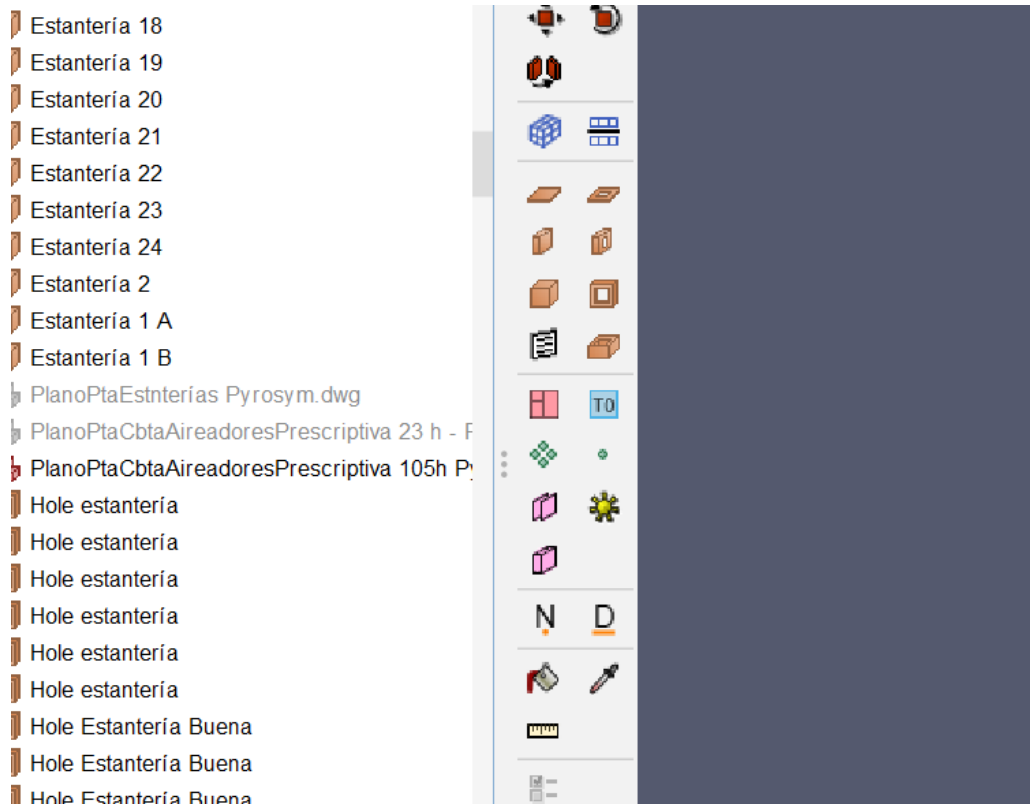 Estantería 18
Estantería 19
Estantería 20
Estantería 21
Estantería 22
Estantería 23
Estantería 24
Estantería 2
Estantería 1 A
Estantería 1 B
PlanoPtaEstnterías Pyrosym.dwg
PlanoPtaCbtaAireadoresPrescriptiva 23 h - P
PlanoPtaCbtaAireadoresPrescriptiva 105h Py
Hole estantería
Hole estantería
Hole estantería
Hole estantería
Hole estantería
Hole estantería
Hole Estantería Buena
Hole Estantería Buena
Hole Estantería Buena
T0
N D